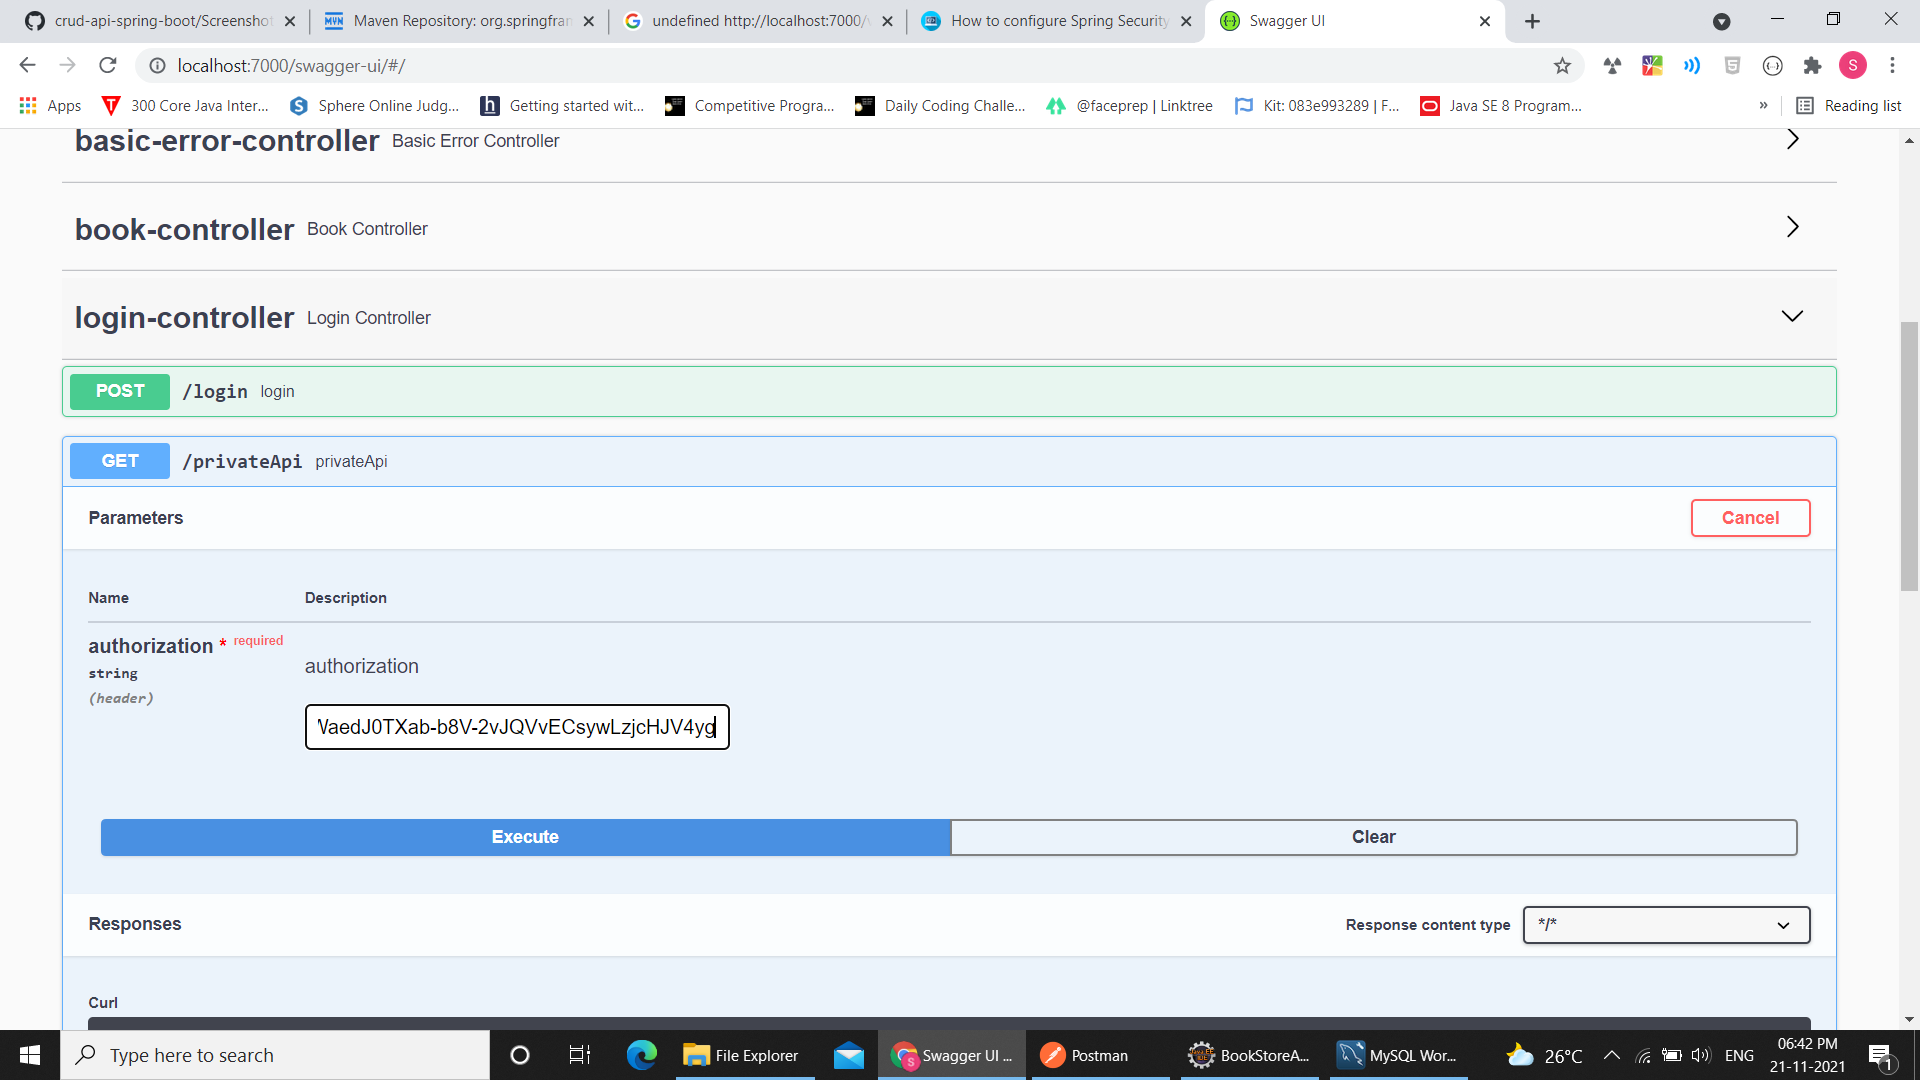 crud-api-spring-boot/Screenshot
Maven Repository: org.springfran
undefined http://localhost:7000/
How to configure Spring Security
Swagger UI
localhost:7000/swagger-ui/#/
S
Apps
300 Core Java Inter...
Sphere Online Judg...
Getting started wit...
Competitive Progra...
Daily Coding Challe...
@faceprep | Linktree
Kit: 083e993289 | F...
Java SE 8 Program...
»
Reading list
basic-error-controller Basic Error Controller
book-controller Book Controller
login-controller Login Controller
POST /login login
GET /privateApi privateApi
Parameters
Cancel
Name
Description
authorization * required
string
(header)
authorization
WaedJ0TXab-b8V-2vJQVvECsywLzjcHJV4yg
Execute
Clear
Responses
Response content type
*/*
Curl
Type here to search
File Explorer
Swagger UI ...
Postman
BookStoreA...
MySQL Wor...
26°C
ENG
06:42 PM
21-11-2021
1